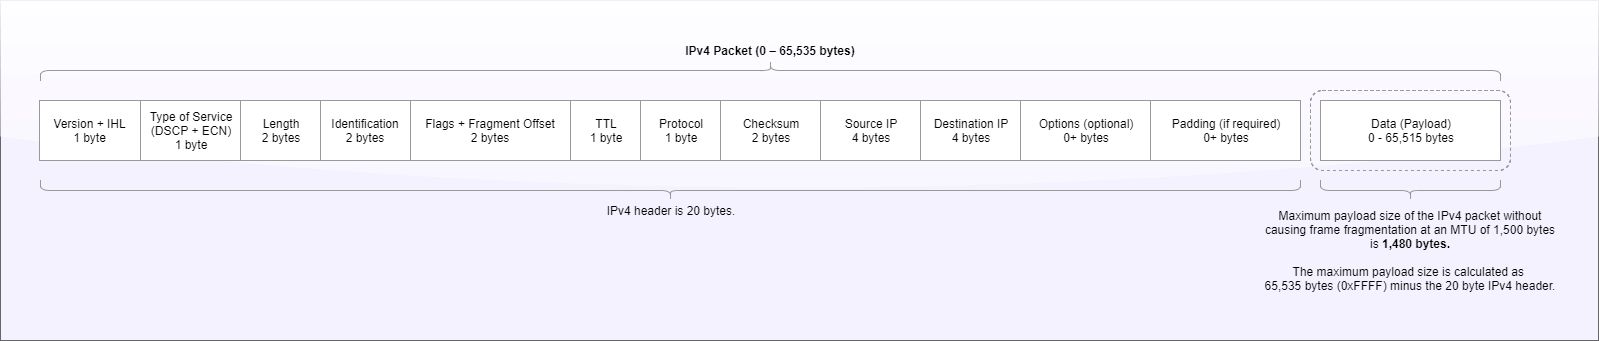 IPv4 Packet (0 – 65,535 bytes)
Version + IHL
1 byte
Type of Service
(DSCP + ECN)
1 byte
Length
2 bytes
Identification
2 bytes
Flags + Fragment Offset
2 bytes
TTL
1 byte
Protocol
1 byte
Checksum
2 bytes
Source IP
4 bytes
Destination IP
4 bytes
Options (optional)
0+ bytes
Padding (if required)
0+ bytes
Data (Payload)
0 - 65,515 bytes
IPv4 header is 20 bytes.
Maximum payload size of the IPv4 packet without
causing frame fragmentation at an MTU of 1,500 bytes
is 1,480 bytes.
The maximum payload size is calculated as
65,535 bytes (0xFFFF) minus the 20 byte IPv4 header.